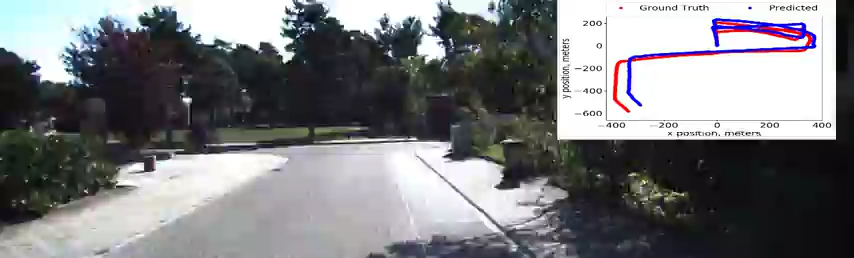 Ground Truth
Predicted
200
0
−200
−400
−600
y position, meters
−400
−200
0
200
400
x position, meters